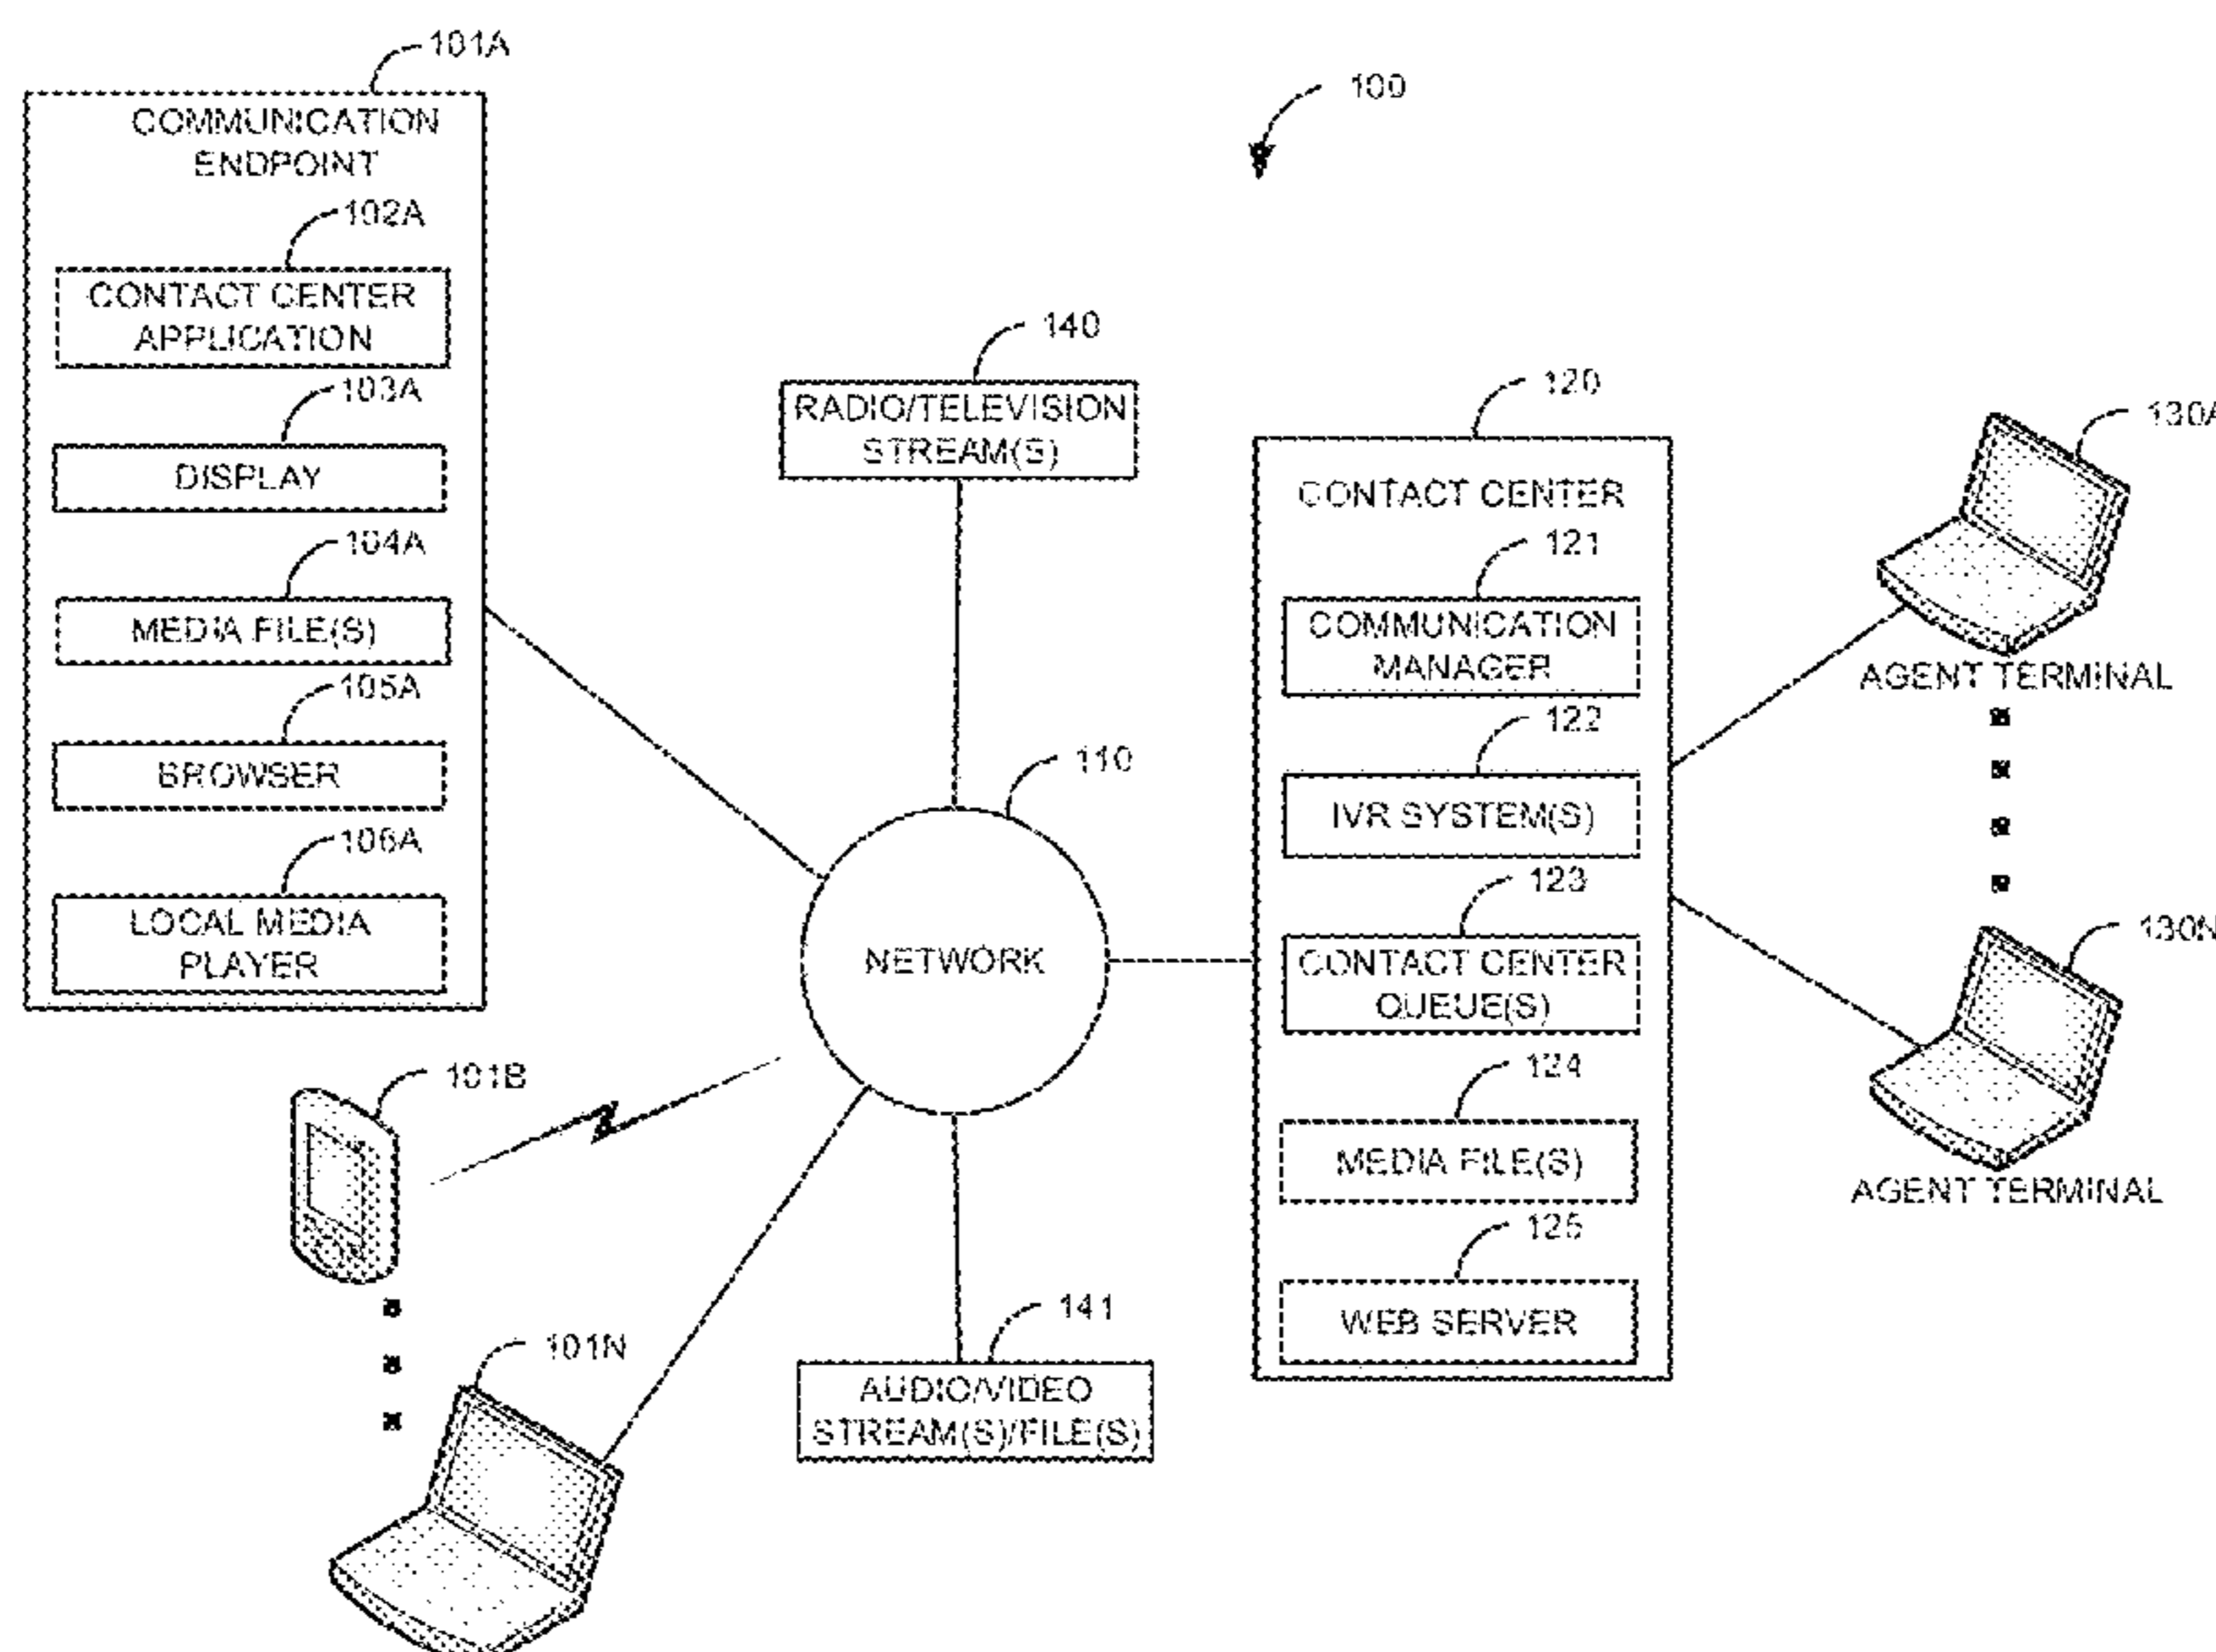 101A
COMMUNICATION
ENDPOINT
102A
CONTACT CENTER
APPLICATION
103A
DISPLAY
104A
MEDIA FILE(S)
105A
BROWSER
106A
LOCAL MEDIA
PLAYER
100
140
RADIO/TELEVISION
STREAM(S)
110
NETWORK
120
CONTACT CENTER
121
COMMUNICATION
MANAGER
122
IVR SYSTEM(S)
123
CONTACT CENTER
QUEUE(S)
124
MEDIA FILE(S)
125
WEB SERVER
130A
AGENT TERMINAL
130N
AGENT TERMINAL
101B
101N
141
AUDIO/VIDEO
STREAM(S)/FILE(S)